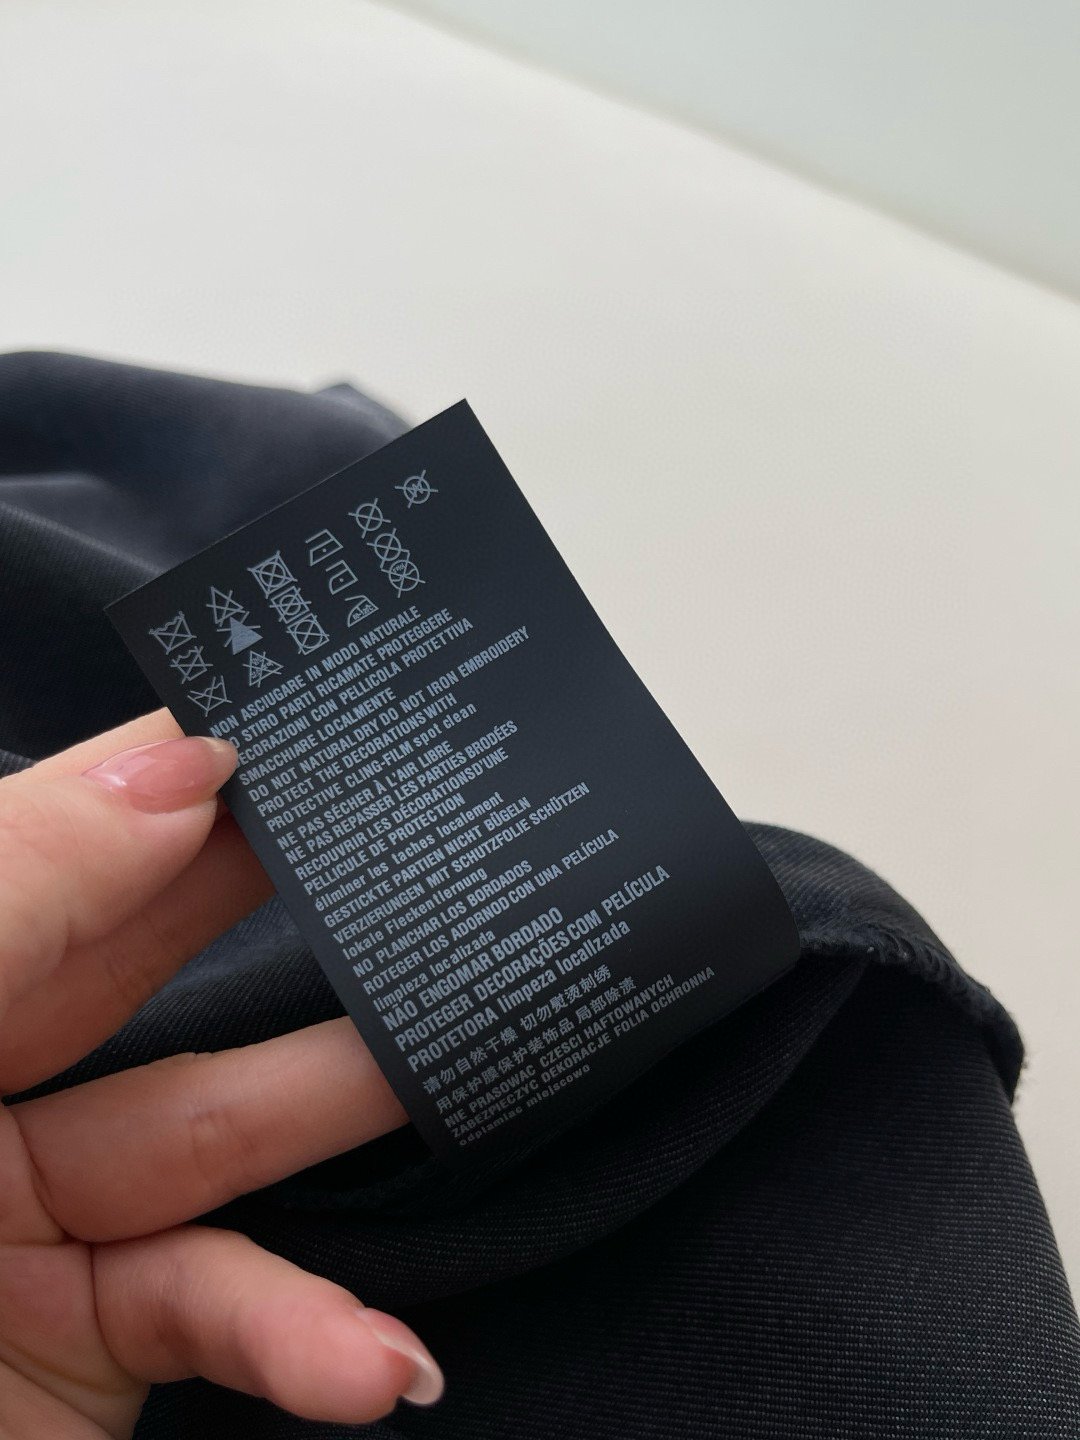 NON ASCIUGARE IN MODO NATURALE
STIRO PARTI RICAMATE PROTEGGERE
DECORAZIONI CON PELLICOLA PROTETTIVA
SMACCHIARE LOCALMENTE
DO NOT NATURAL DRY DO NOT IRON EMBROIDERY
PROTECT THE DECORATIONS WITH
PROTECTIVE CLING-FILM spot clean
NE PAS SÉCHER À L'AIR LIBRE
NE PAS REPASSER LES PARTIES BRODÉES
RECOUVRIR LES DÉCORATIONSD'UNE
PELLICULE DE PROTECTION
éliminer les taches localement
GESTICKTE PARTIEN NICHT BÜGELN
VERZIERUNGEN MIT SCHUTZFOLIE SCHÜTZEN
lokale Fleckentlernung
NO PLANCHAR LOS BORDADOS
ROTEGER LOS ADORNOD CON UNA PELÍCULA
limpieza localizada
NÃO ENGOMAR BORDADO
PROTEGER DECORAÇÕES COM PELÍCULA
PROTETORA limpeza localizada
请勿自然干燥 切勿熨烫刺绣
用保护膜保护装饰品 局部除渍
NIE PRASOWAC CZESCI HAFTOWANYCH
ZABEZPIECZYC DEKORACJE FOLIA OCHRONNA
odplamiac miejscowo